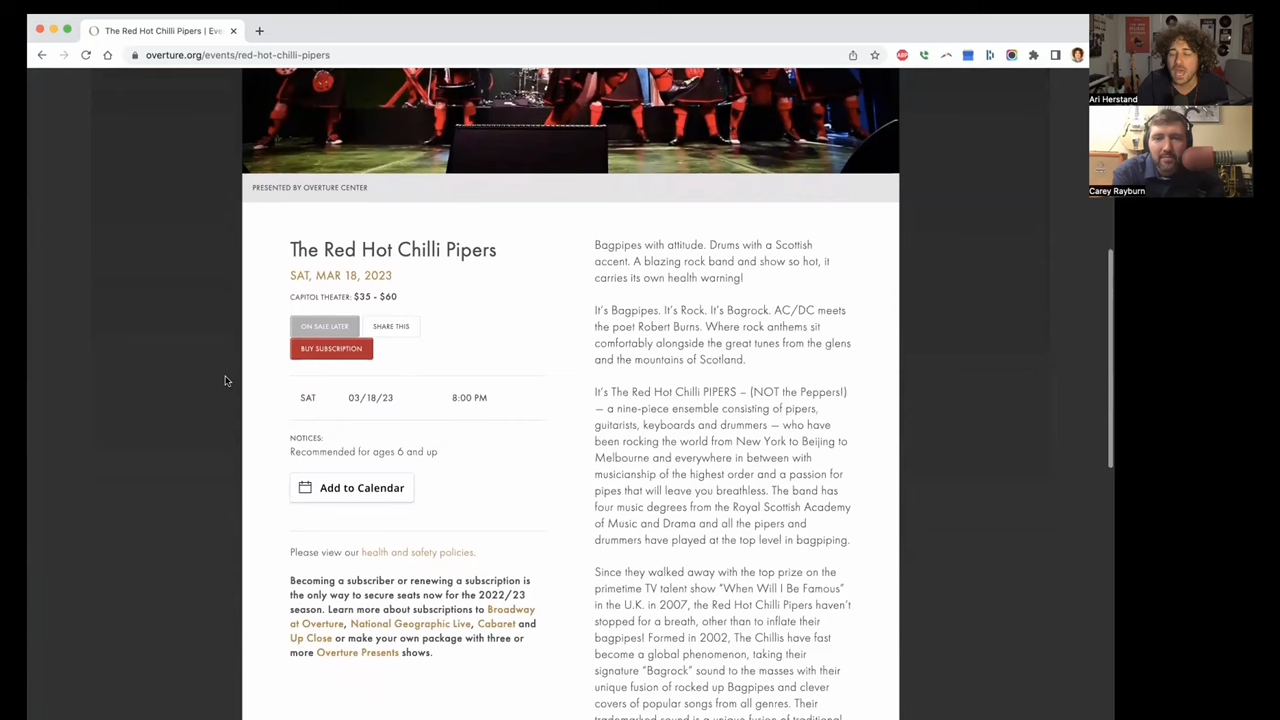 The Red Hot Chilli Pipers | Eve
overture.org/events/red-hot-chilli-pipers
Ari Herstand
Carey Rayburn
PRESENTED BY OVERTURE CENTER
The Red Hot Chilli Pipers
SAT, MAR 18, 2023
CAPITOL THEATER: $35 - $60
ON SALE LATER
SHARE THIS
BUY SUBSCRIPTION
SAT 03/18/23 8:00 PM
NOTICES:
Recommended for ages 6 and up
Add to Calendar
Please view our health and safety policies.
Becoming a subscriber or renewing a subscription is
the only way to secure seats now for the 2022/23
season. Learn more about subscriptions to Broadway
at Overture, National Geographic Live, Cabaret and
Up Close or make your own package with three or
more Overture Presents shows.
Bagpipes with attitude. Drums with a Scottish
accent. A blazing rock band and show so hot, it
carries its own health warning!
It's Bagpipes. It's Rock. It's Bagrock. AC/DC meets
the poet Robert Burns. Where rock anthems sit
comfortably alongside the great tunes from the glens
and the mountains of Scotland.
It's The Red Hot Chilli PIPERS – (NOT the Peppers!)
— a nine-piece ensemble consisting of pipers,
guitarists, keyboards and drummers — who have
been rocking the world from New York to Beijing to
Melbourne and everywhere in between with
musicianship of the highest order and a passion for
pipes that will leave you breathless. The band has
four music degrees from the Royal Scottish Academy
of Music and Drama and all the pipers and
drummers have played at the top level in bagpiping.
Since they walked away with the top prize on the
primetime TV talent show “When Will I Be Famous”
in the U.K. in 2007, the Red Hot Chilli Pipers haven't
stopped for a breath, other than to inflate their
bagpipes! Formed in 2002, The Chillis have fast
become a global phenomenon, taking their
signature “Bagrock” sound to the masses with their
unique fusion of rocked up Bagpipes and clever
covers of popular songs from all genres. Their
trademarked sound is a unique fusion of traditional